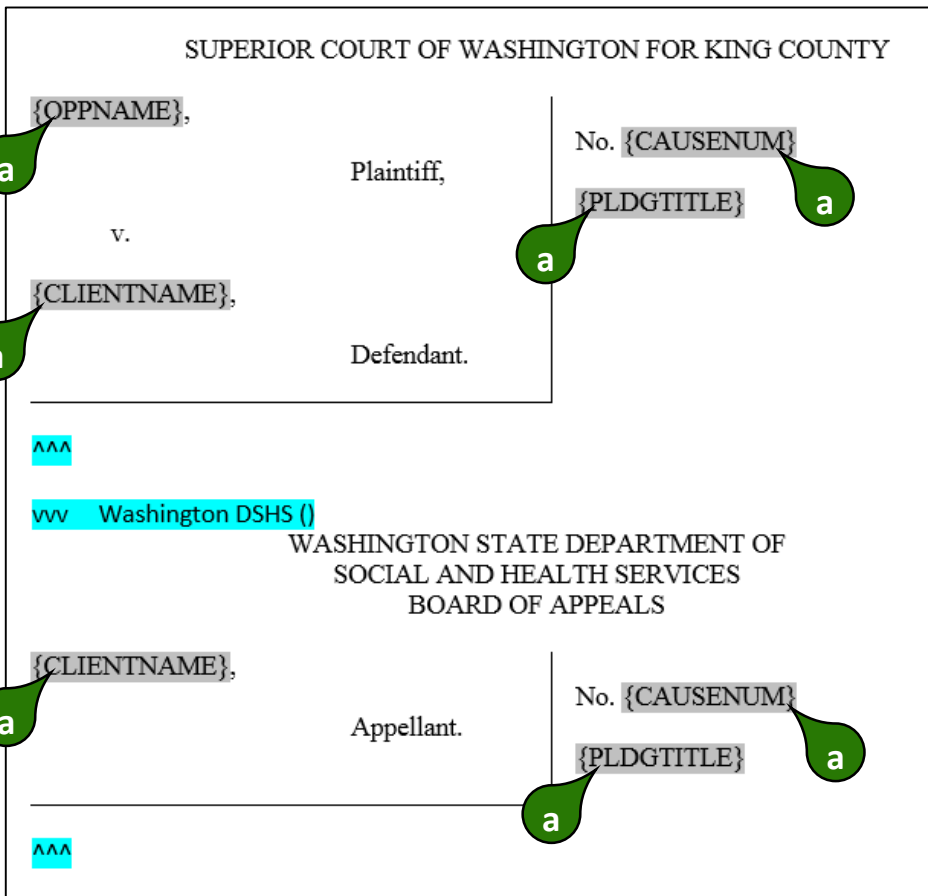 SUPERIOR COURT OF WASHINGTON FOR KING COUNTY
{OPPNAME},
a
No. {CAUSENUM}
a
Plaintiff,
{PLDGTITLE}
a
v.
{CLIENTNAME},
a
Defendant.
^^^
vvv Washington DSHS ()
WASHINGTON STATE DEPARTMENT OF
SOCIAL AND HEALTH SERVICES
BOARD OF APPEALS
{CLIENTNAME},
a
No. {CAUSENUM}
a
Appellant.
{PLDGTITLE}
a
^^^